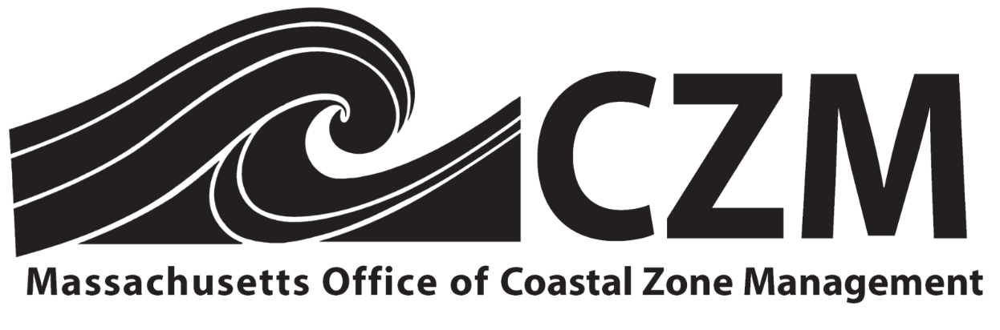 CZM
Massachusetts Office of Coastal Zone Management